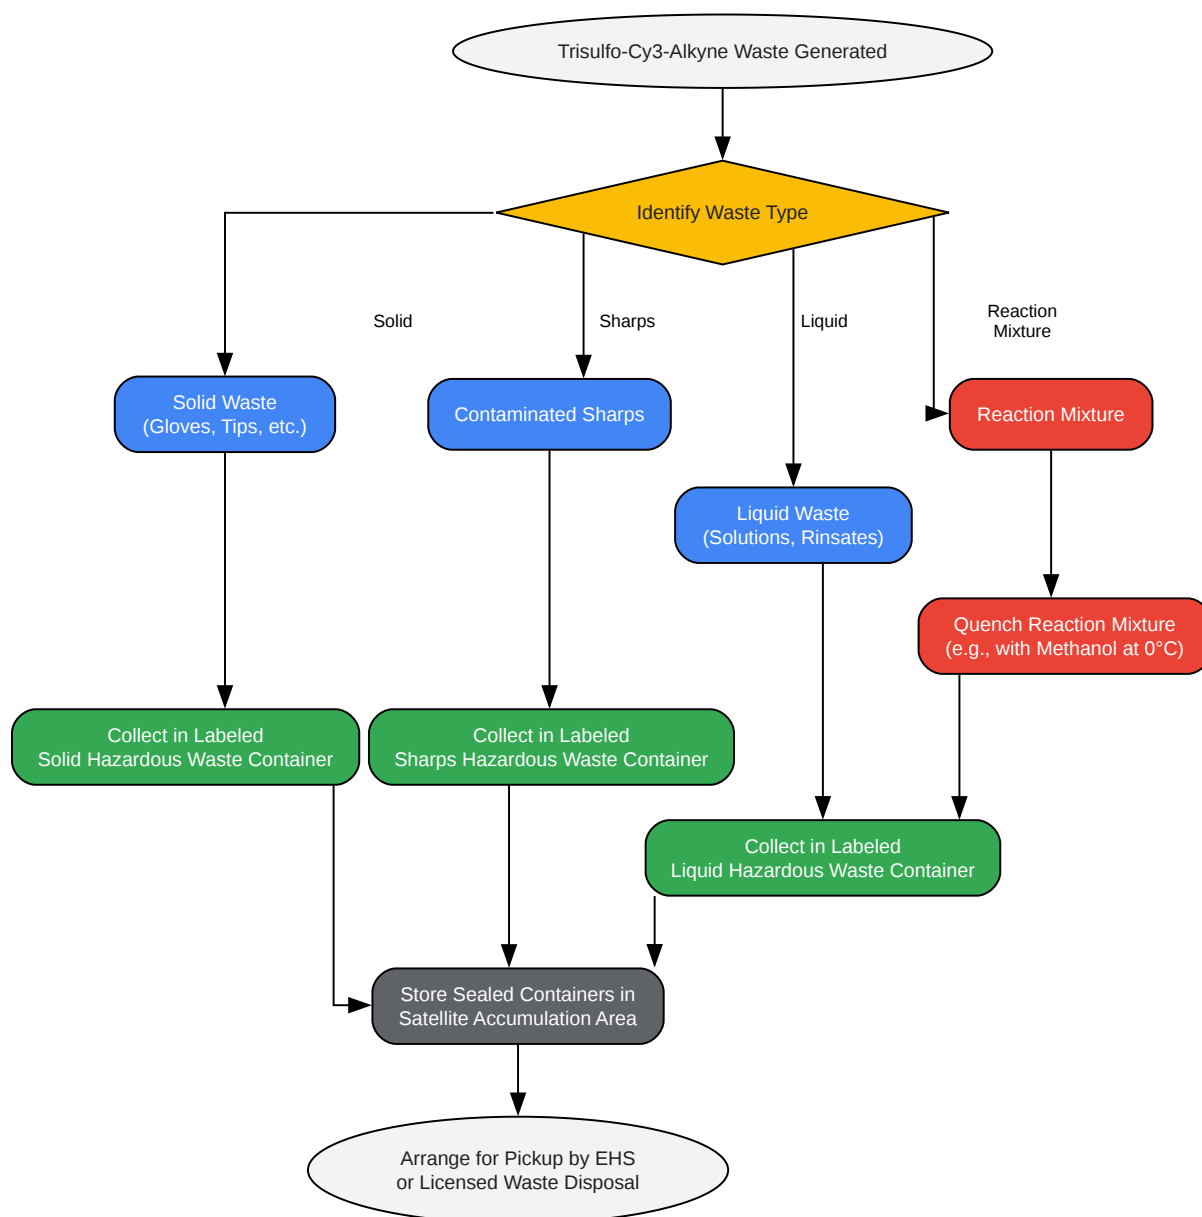 Trisulfo-Cy3-Alkyne Waste Generated
Identify Waste Type
Solid
Sharps
Liquid
Reaction
Mixture
Solid Waste
(Gloves, Tips, etc.)
Contaminated Sharps
Reaction Mixture
Liquid Waste
(Solutions, Rinsates)
Quench Reaction Mixture
(e.g., with Methanol at 0°C)
Collect in Labeled
Solid Hazardous Waste Container
Collect in Labeled
Sharps Hazardous Waste Container
Collect in Labeled
Liquid Hazardous Waste Container
Store Sealed Containers in
Satellite Accumulation Area
Arrange for Pickup by EHS
or Licensed Waste Disposal